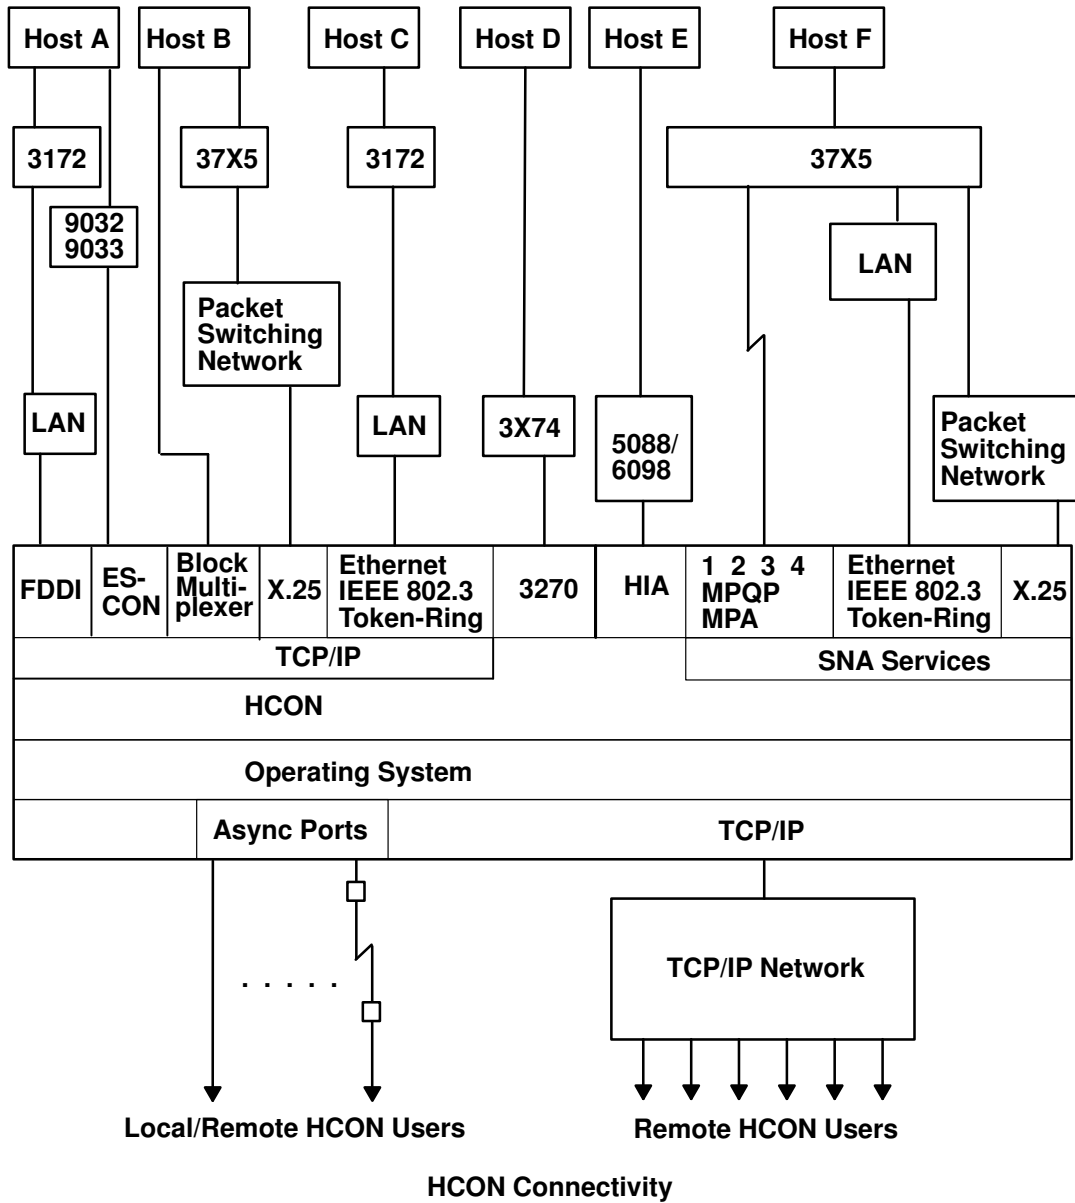 Host A
Host B
Host C
Host D
Host E
Host F
3172
37X5
3172
37X5
9032
9033
LAN
Packet
Switching
Network
LAN
LAN
3X74
5088/
6098
Packet
Switching
Network
FDDI
ES-
CON
Block
Multi-
plexer
X.25
Ethernet
IEEE 802.3
Token-Ring
3270
HIA
1 2 3 4
MPQP
MPA
Ethernet
IEEE 802.3
Token-Ring
X.25
TCP/IP
SNA Services
HCON
Operating System
Async Ports
TCP/IP
TCP/IP Network
. . . . .
Local/Remote HCON Users
Remote HCON Users
HCON Connectivity